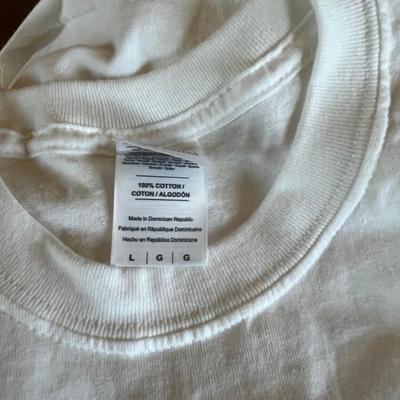 100% COTTON /
COTON / ALGODÓN
Made in Dominican Republic
Fabriqué en République Dominicaine
Hecho en República Dominicana
L | G | G